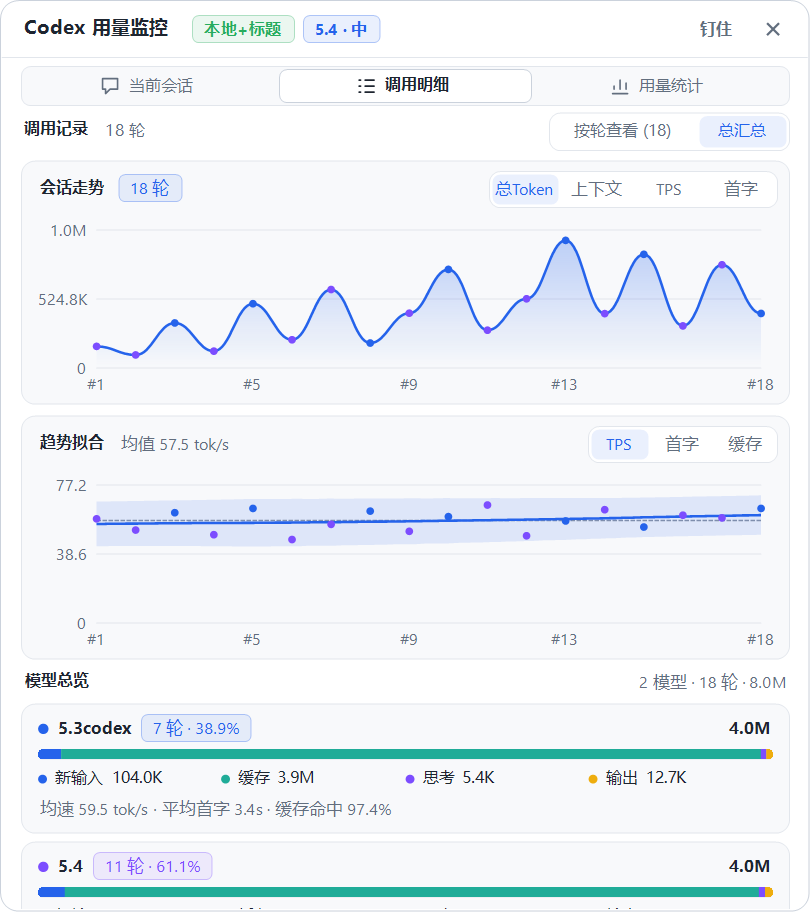 Codex 用量监控 本地+标题 5.4 · 中 钉住 ×
当前会话 调用明细 用量统计
调用记录 18 轮 按轮查看 (18) 总汇总
会话走势 18 轮 总Token 上下文 TPS 首字
1.0M
524.8K
0
#1 #5 #9 #13 #18
趋势拟合 均值 57.5 tok/s TPS 首字 缓存
77.2
38.6
0
#1 #5 #9 #13 #18
模型总览 2 模型 · 18 轮 · 8.0M
5.3codex 7 轮 · 38.9% 4.0M
新输入 104.0K 缓存 3.9M 思考 5.4K 输出 12.7K
均速 59.5 tok/s · 平均首字 3.4s · 缓存命中 97.4%
5.4 11 轮 · 61.1% 4.0M